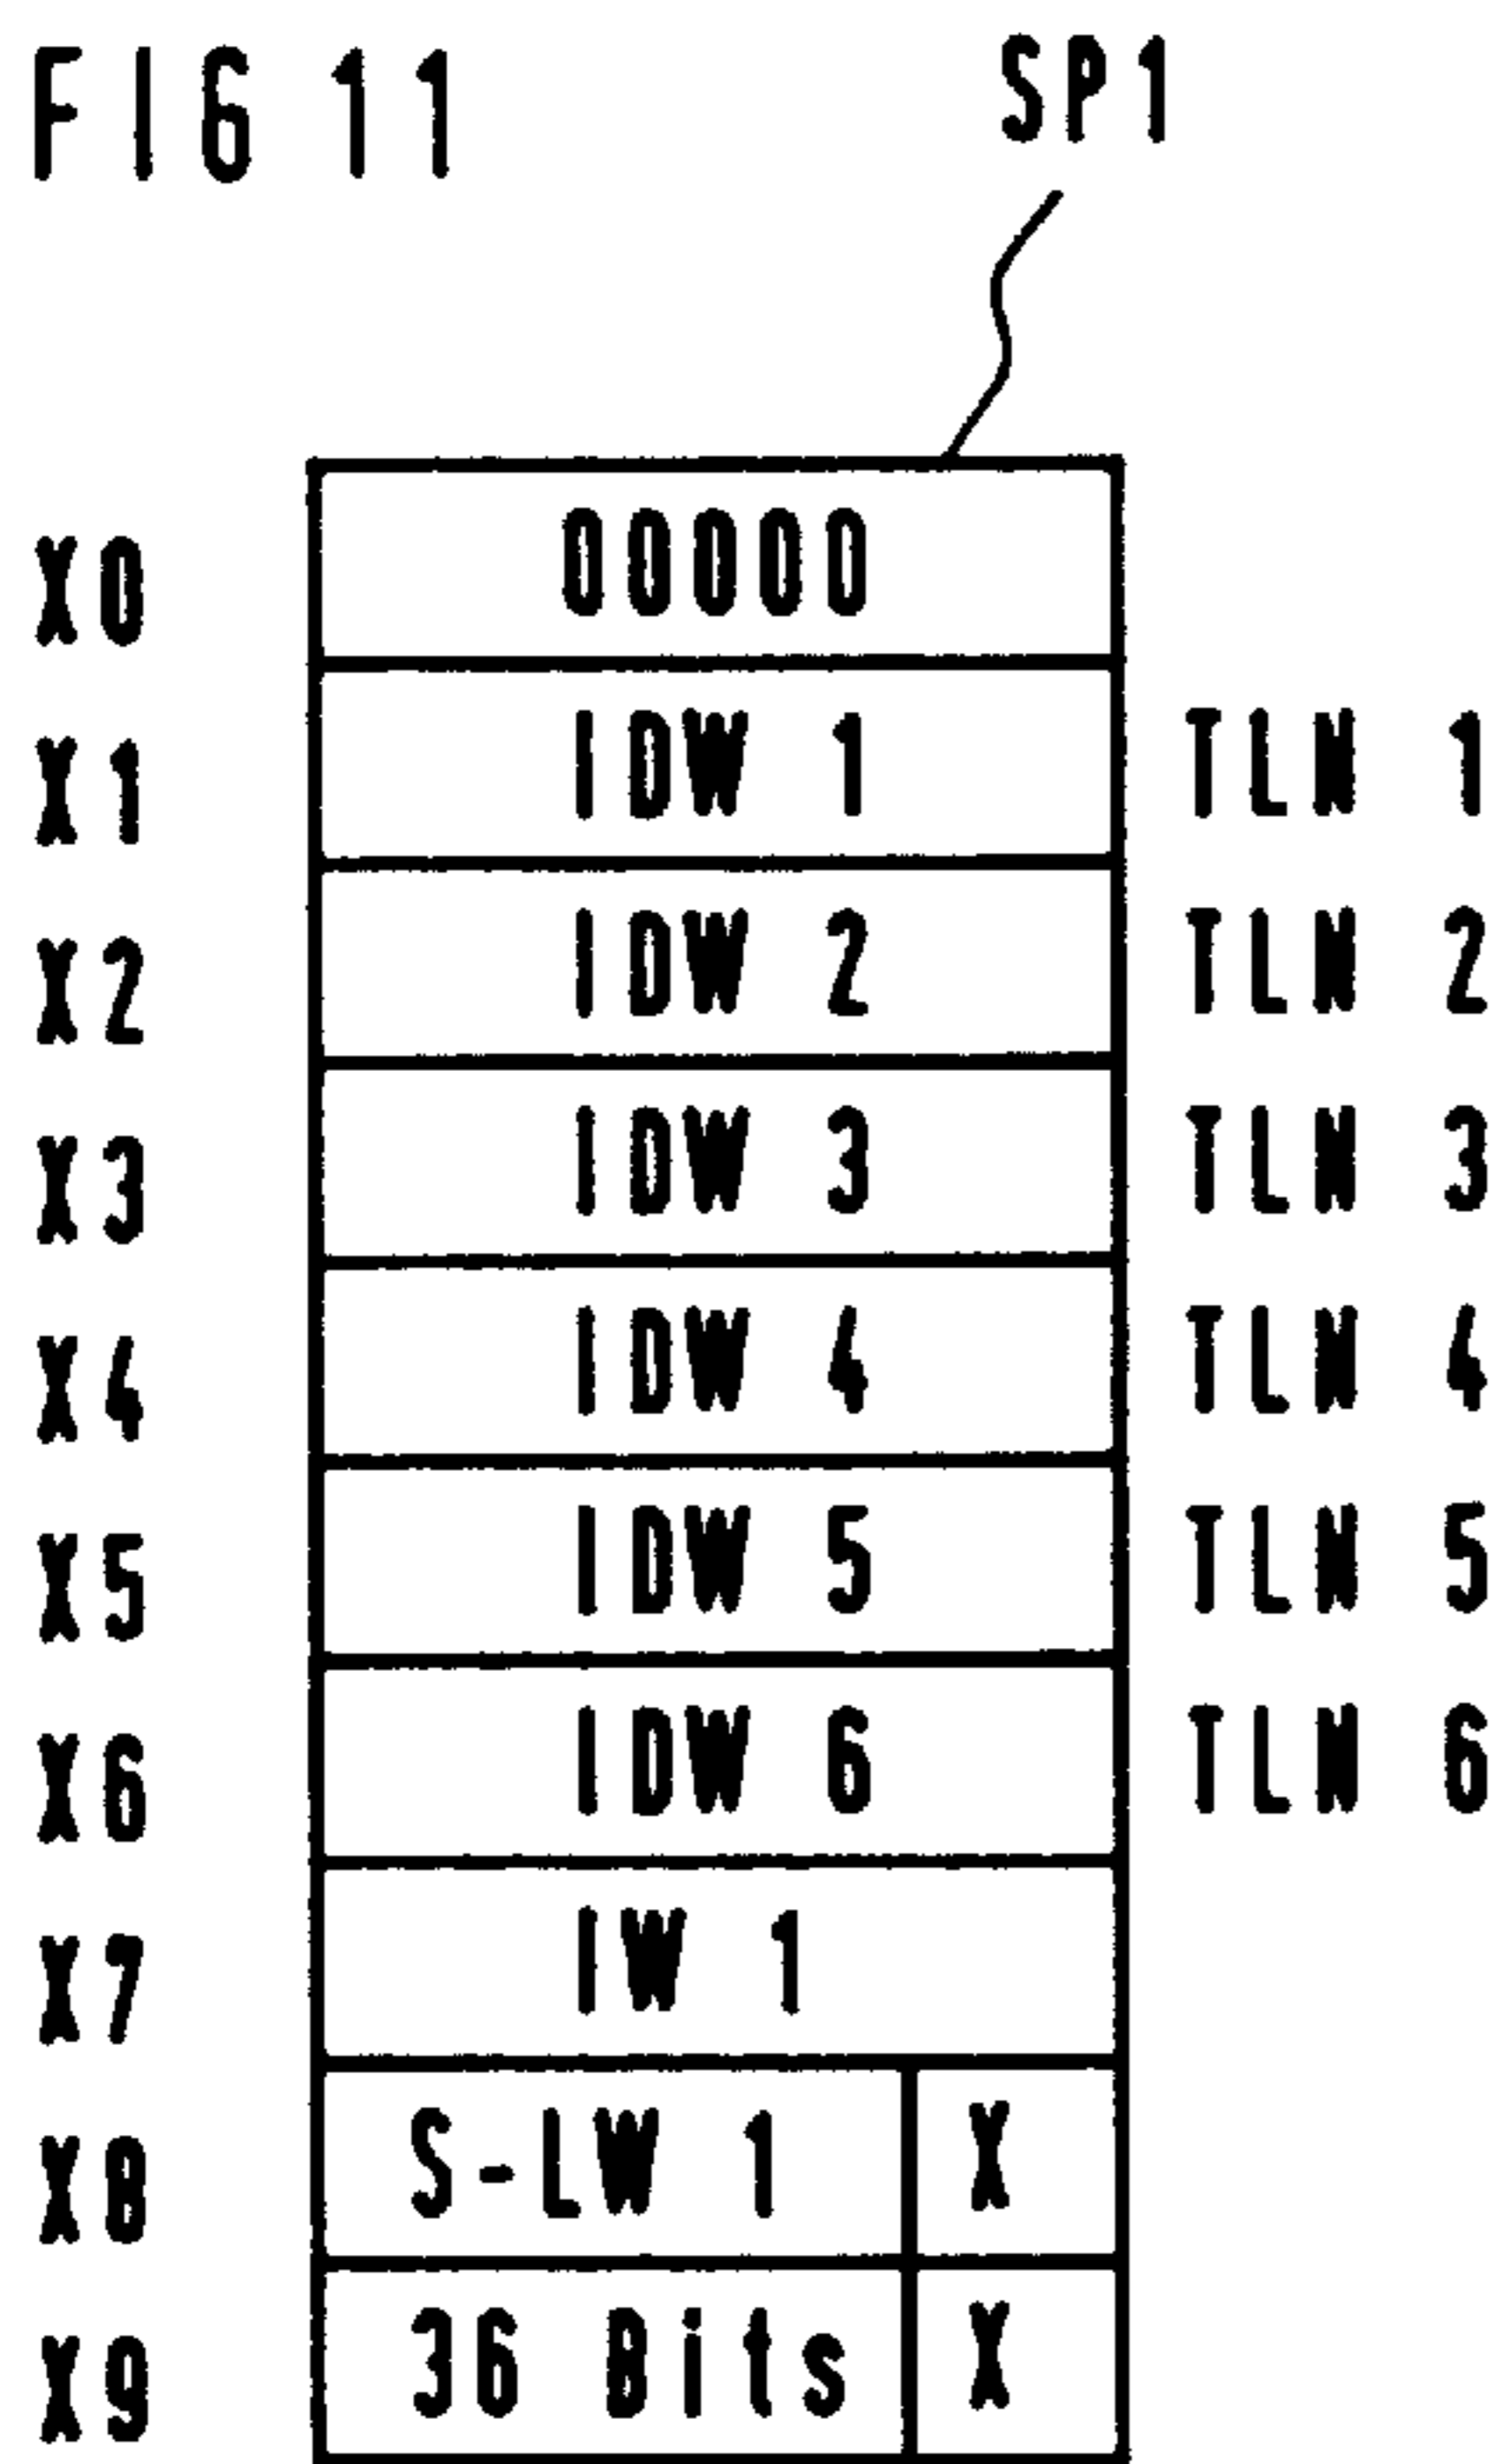 FIG 11 SP1
X0 00000
X1 IDW 1 TLN 1
X2 IDW 2 TLN 2
X3 IDW 3 TLN 3
X4 IDW 4 TLN 4
X5 IDW 5 TLN 5
X6 IDW 6 TLN 6
X7 IW 1
X8 S-LW 1 X
X9 36 Bits X